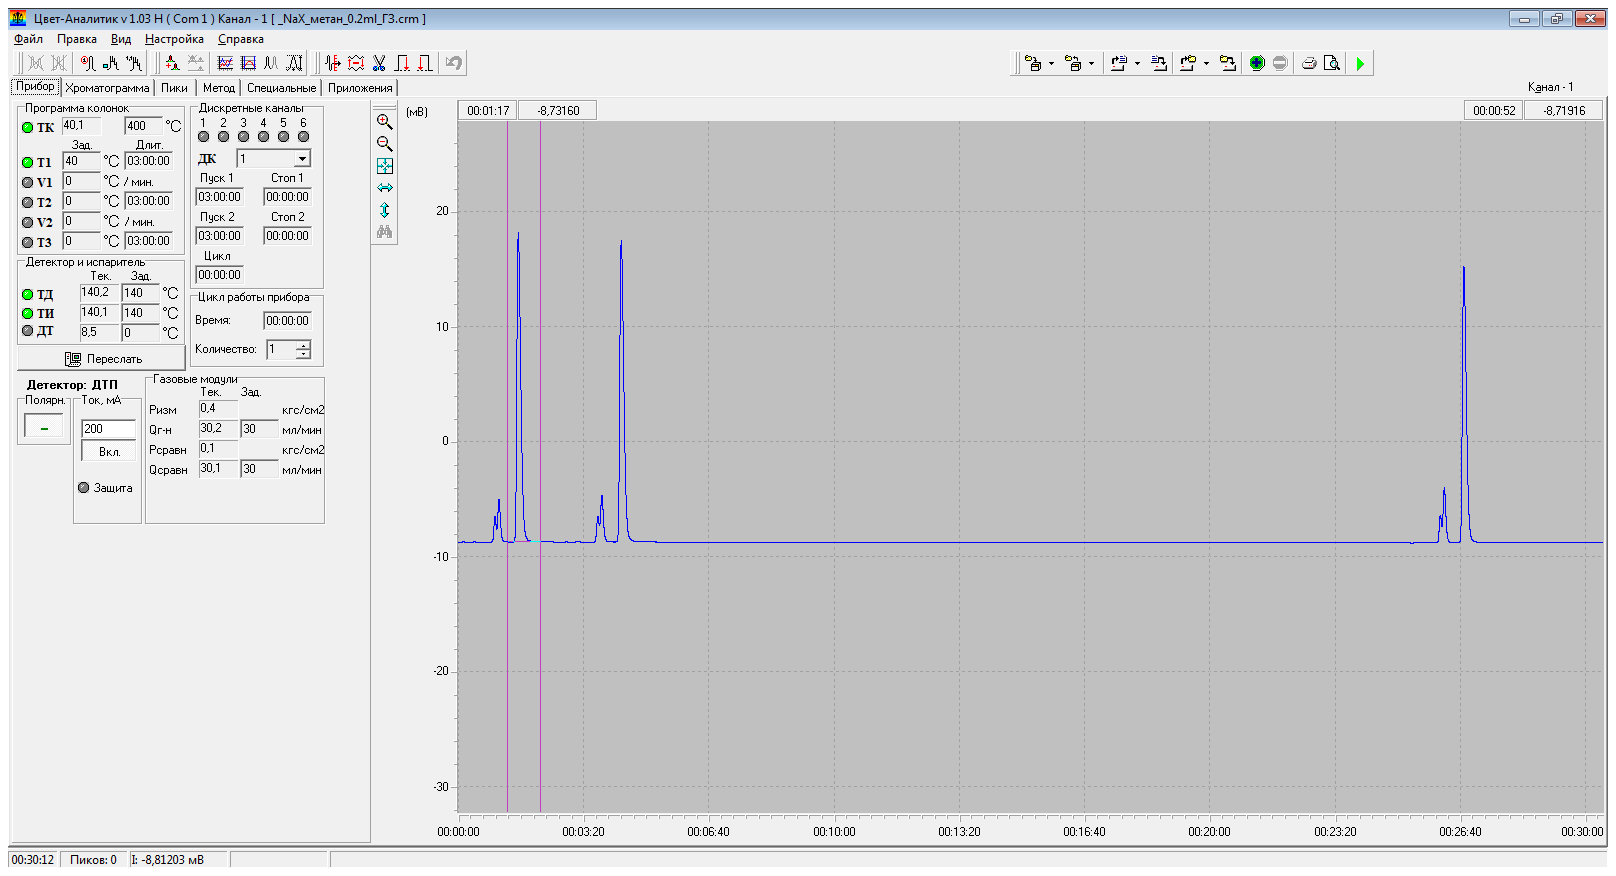 Цвет-Аналитик v 1.03 H ( Com 1 ) Канал - 1 [ _NaX_метан_0.2ml_ГЗ.crm ]
Файл Правка Вид Настройка Справка
Прибор Хроматограмма Пики Метод Специальные Приложения
Канал - 1
Программа колонок
ТК 40,1 400 °C
Зад. Длит.
T1 40 °C 03:00:00
V1 0 °C / мин.
T2 0 °C 03:00:00
V2 0 °C / мин.
T3 0 °C 03:00:00
Детектор и испаритель
Тек. Зад.
ТД 140,2 140 °C
ТИ 140,1 140 °C
ДТ 8,5 0 °C
Переслать
Дискретные каналы
1 2 3 4 5 6
ДК 1
Пуск 1 Стоп 1
03:00:00 00:00:00
Пуск 2 Стоп 2
03:00:00 00:00:00
Цикл
00:00:00
Цикл работы прибора
Время: 00:00:00
Количество: 1
Детектор: ДТП
Полярн.
–
Ток, мА
200
Вкл.
Защита
Газовые модули
Тек. Зад.
Ризм 0,4 кгс/см2
Qг-н 30,2 30 мл/мин
Рсравн 0,1 кгс/см2
Qсравн 30,1 30 мл/мин
(мВ)
00:01:17 -8,73160
00:00:52 -8,71916
20
10
0
-10
-20
-30
00:00:00 00:03:20 00:06:40 00:10:00 00:13:20 00:16:40 00:20:00 00:23:20 00:26:40 00:30:00
00:30:12 Пиков: 0 I: -8,81203 мВ